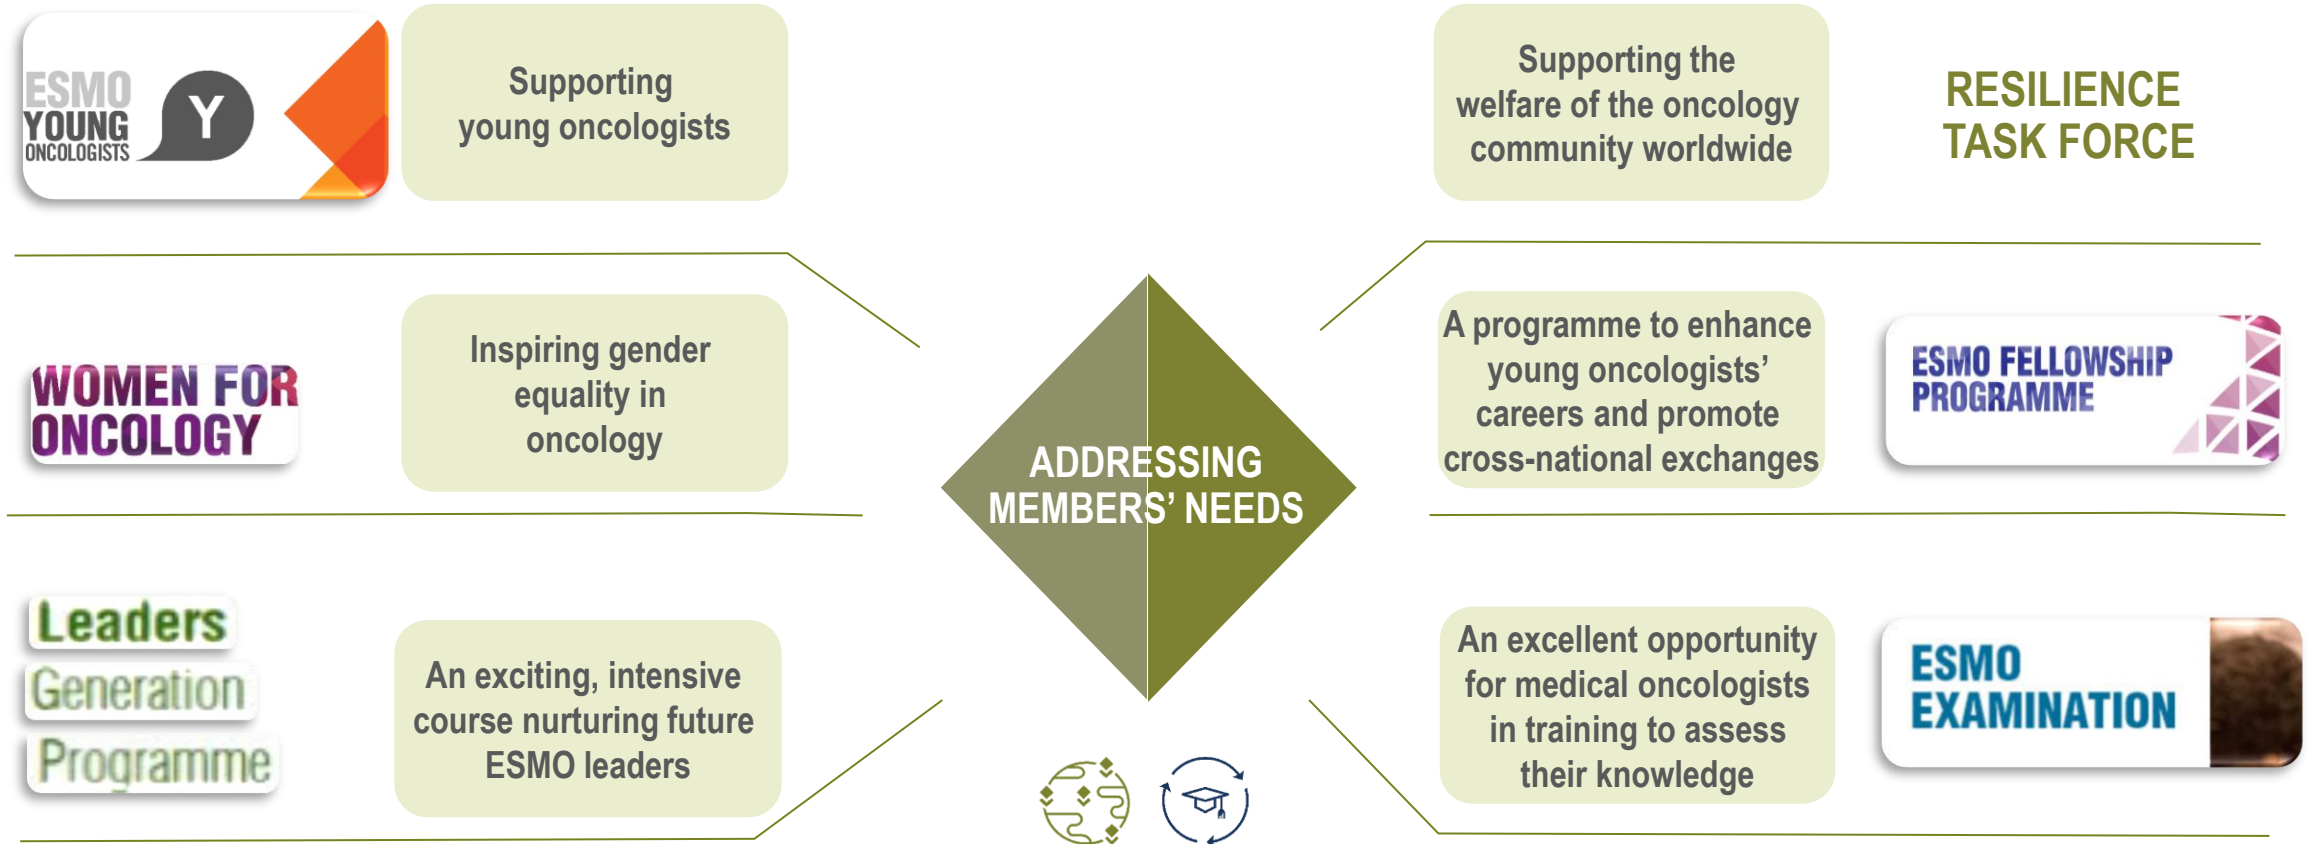 ESMO
YOUNG
ONCOLOGISTS
Y
Supporting
young oncologists
WOMEN FOR
ONCOLOGY
Inspiring gender
equality in
oncology
Leaders
Generation
Programme
An exciting, intensive
course nurturing future
ESMO leaders
ADDRESSING
MEMBERS’ NEEDS
Supporting the
welfare of the oncology
community worldwide
RESILIENCE
TASK FORCE
A programme to enhance
young oncologists’
careers and promote
cross-national exchanges
ESMO FELLOWSHIP
PROGRAMME
An excellent opportunity
for medical oncologists
in training to assess
their knowledge
ESMO
EXAMINATION